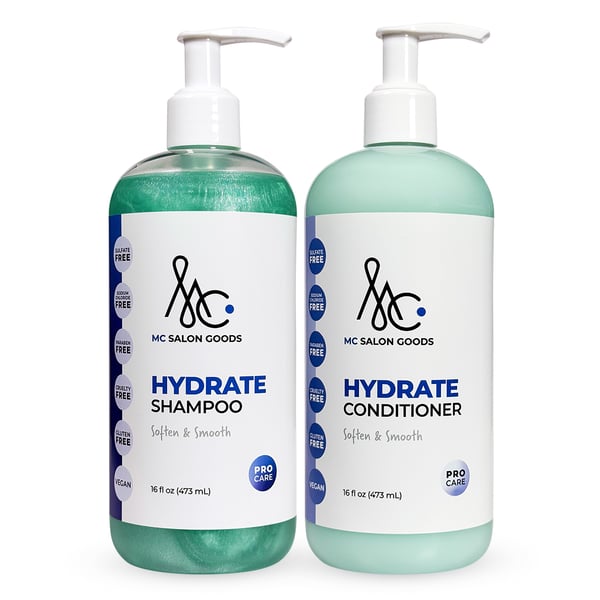 SULFATE
FREE
SODIUM
CHLORIDE
FREE
PARABEN
FREE
CRUELTY
FREE
GLUTEN
FREE
VEGAN
MC
MC SALON GOODS
HYDRATE
SHAMPOO
Soften & Smooth
16 fl oz (473 mL)
PRO
CARE
SULFATE
FREE
SODIUM
CHLORIDE
FREE
PARABEN
FREE
CRUELTY
FREE
GLUTEN
FREE
VEGAN
MC
MC SALON GOODS
HYDRATE
CONDITIONER
Soften & Smooth
16 fl oz (473 mL)
PRO
CARE